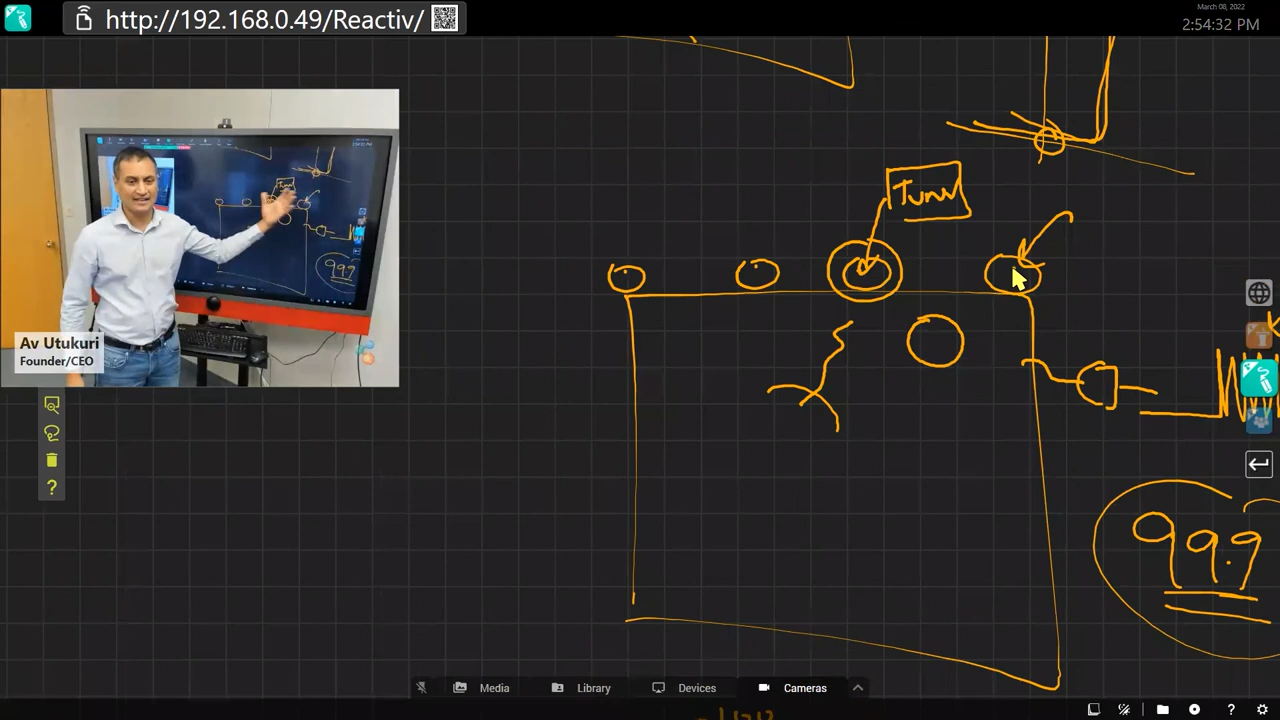 http://192.168.0.49/Reactiv/
March 08, 2022
2:54:32 PM
Av Utukuri
Founder/CEO
?
99.9
Media
Library
Devices
Cameras
?